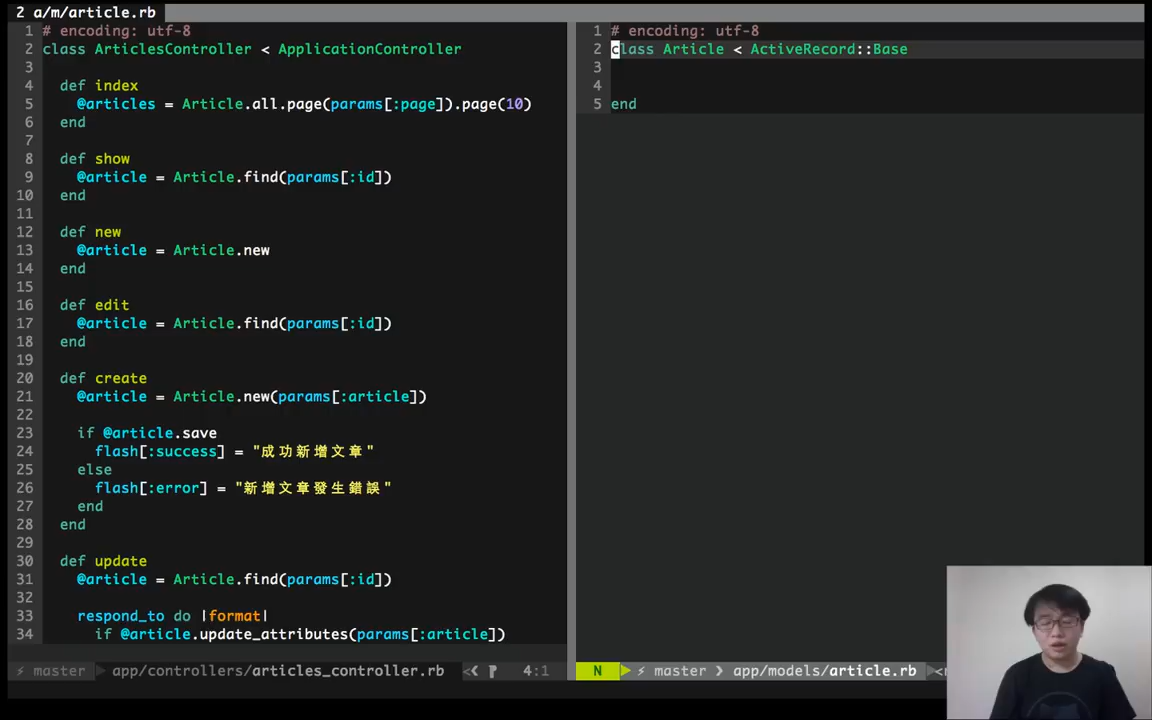 2 a/m/article.rb
1 # encoding: utf-8
2 class ArticlesController < ApplicationController
3
4 def index
5 @articles = Article.all.page(params[:page]).page(10)
6 end
7
8 def show
9 @article = Article.find(params[:id])
10 end
11
12 def new
13 @article = Article.new
14 end
15
16 def edit
17 @article = Article.find(params[:id])
18 end
19
20 def create
21 @article = Article.new(params[:article])
22
23 if @article.save
24 flash[:success] = "成功新增文章"
25 else
26 flash[:error] = "新增文章發生錯誤"
27 end
28 end
29
30 def update
31 @article = Article.find(params[:id])
32
33 respond_to do |format|
34 if @article.update_attributes(params[:article])
master app/controllers/articles_controller.rb 4:1
1 # encoding: utf-8
2 class Article < ActiveRecord::Base
3
4
5 end
N master app/models/article.rb